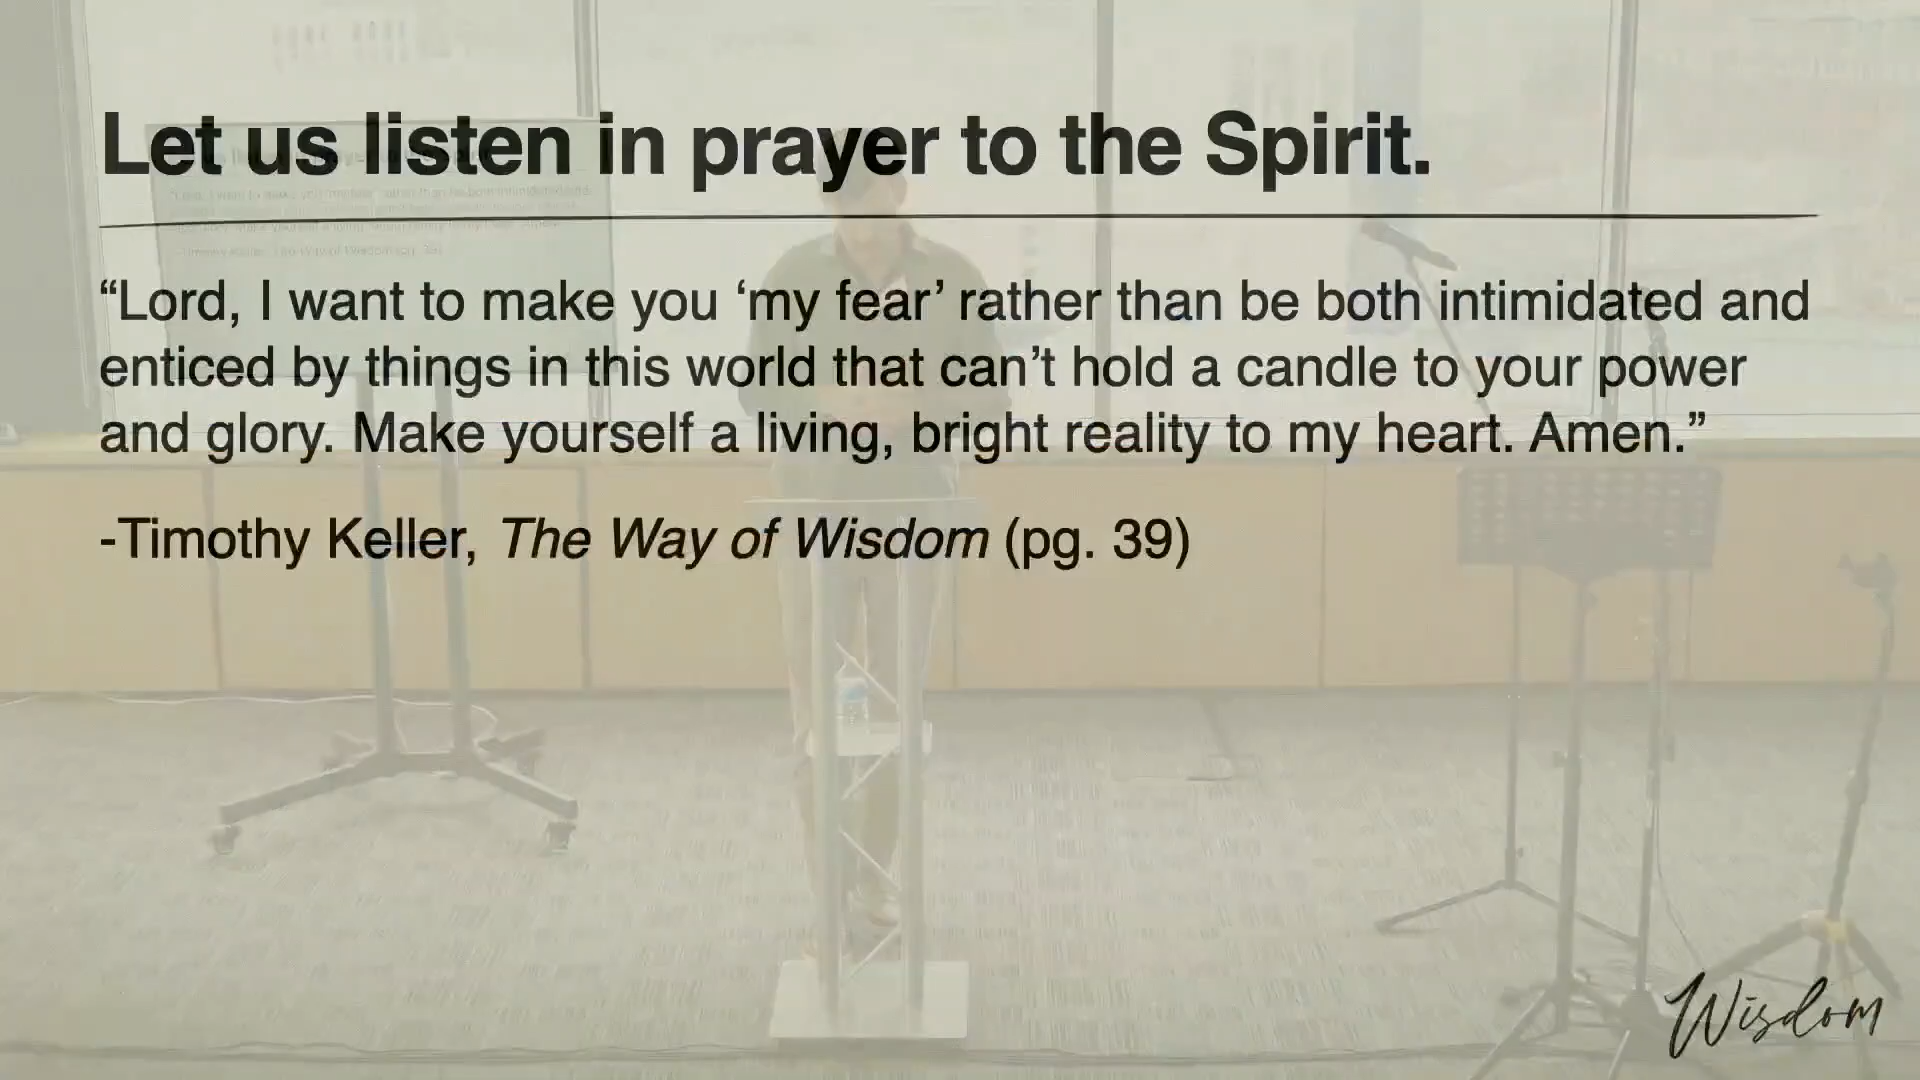 Let us listen in prayer to the Spirit.
“Lord, I want to make you ‘my fear’ rather than be both intimidated and
enticed by things in this world that can’t hold a candle to your power
and glory. Make yourself a living, bright reality to my heart. Amen.”
-Timothy Keller, The Way of Wisdom (pg. 39)
Wisdom